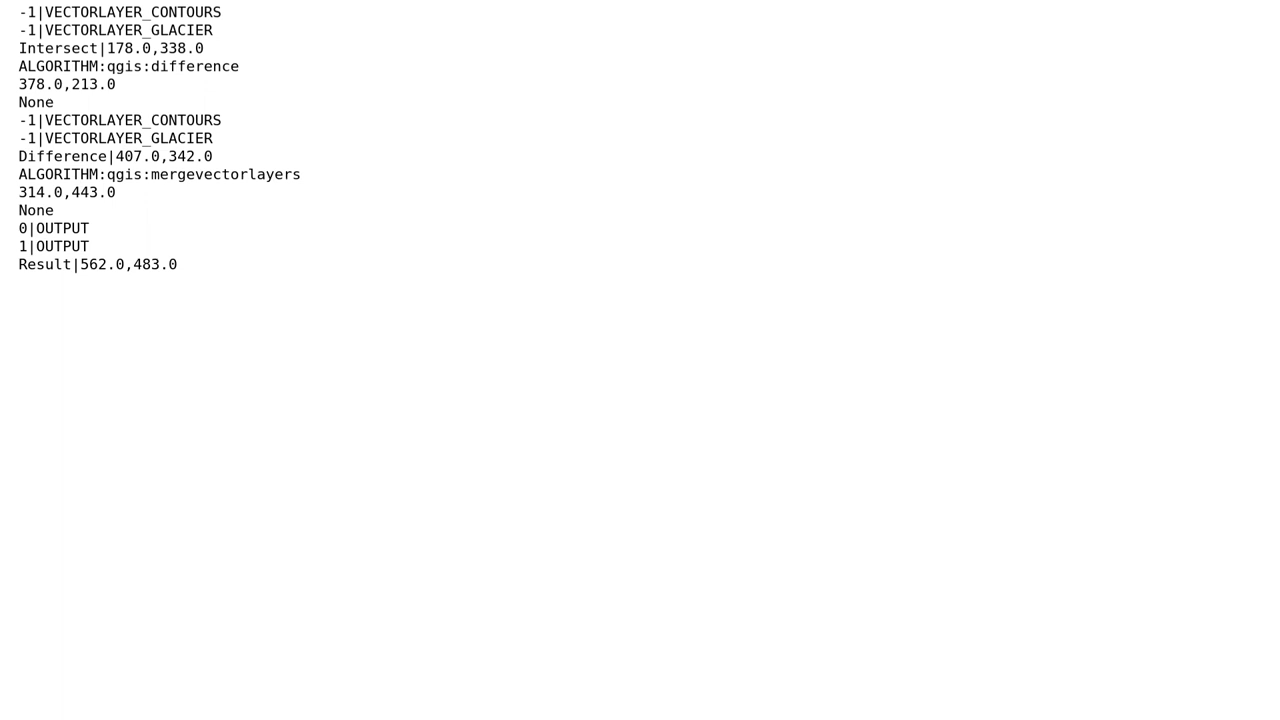 -1|VECTORLAYER_CONTOURS
-1|VECTORLAYER_GLACIER
Intersect|178.0,338.0
ALGORITHM:qgis:difference
378.0,213.0
None
-1|VECTORLAYER_CONTOURS
-1|VECTORLAYER_GLACIER
Difference|407.0,342.0
ALGORITHM:qgis:mergevectorlayers
314.0,443.0
None
0|OUTPUT
1|OUTPUT
Result|562.0,483.0